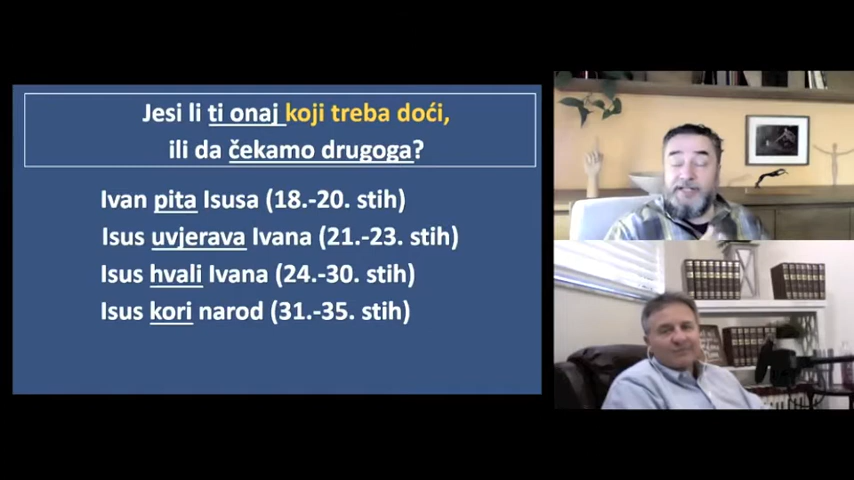 Jesi li ti onaj koji treba doći,
ili da čekamo drugoga?
Ivan pita Isusa (18.-20. stih)
Isus uvjerava Ivana (21.-23. stih)
Isus hvali Ivana (24.-30. stih)
Isus kori narod (31.-35. stih)